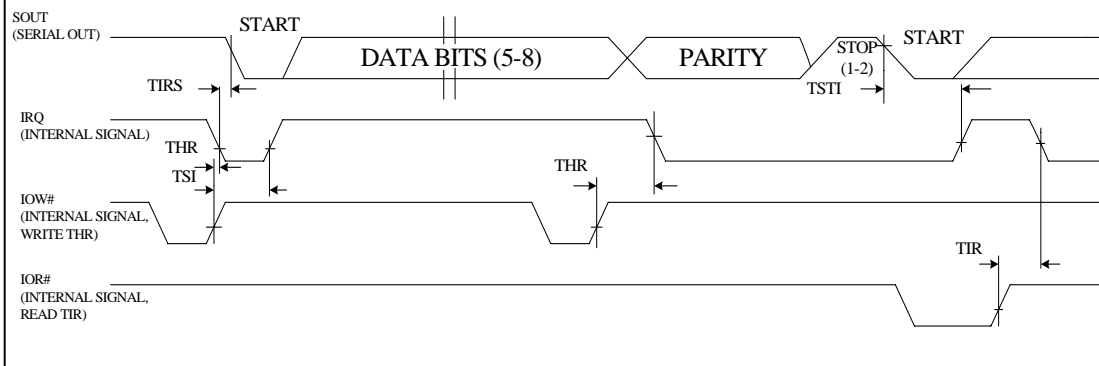 SOUT
(SERIAL OUT)
START
DATA BITS (5-8)
PARITY
STOP
(1-2)
START
TIRS
TSTI
IRQ
(INTERNAL SIGNAL)
THR
TSI
THR
IOW#
(INTERNAL SIGNAL,
WRITE THR)
TIR
IOR#
(INTERNAL SIGNAL,
READ TIR)